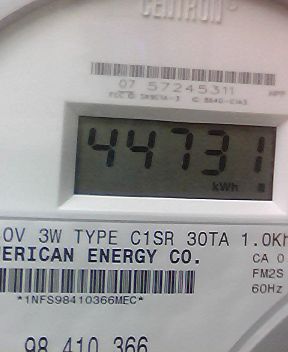 CENTRON
07 57245311
44731
kWh
0V 3W TYPE C1SR 30TA 1.0Kh
ERICAN ENERGY CO.
CA 0
FM2S
60Hz
*1NFS98410366MEC*
98 410 366